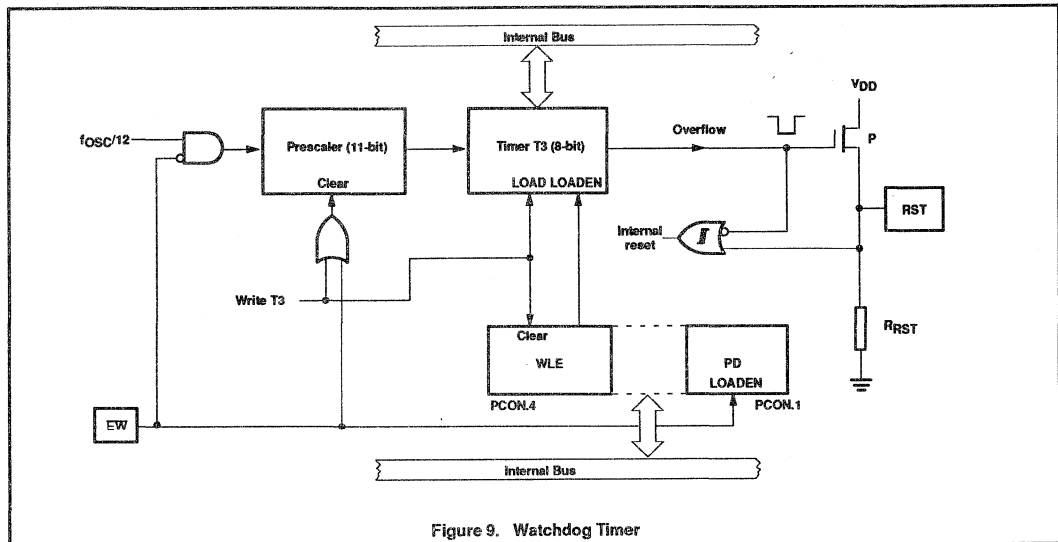 Internal Bus
VDD
fOSC/12
Prescaler (11-bit)
Clear
Timer T3 (8-bit)
LOAD LOADEN
Overflow
P
RST
Internal
reset
Write T3
RRST
Clear
WLE
PD
LOADEN
PCON.4
PCON.1
EW
Internal Bus
Figure 9. Watchdog Timer